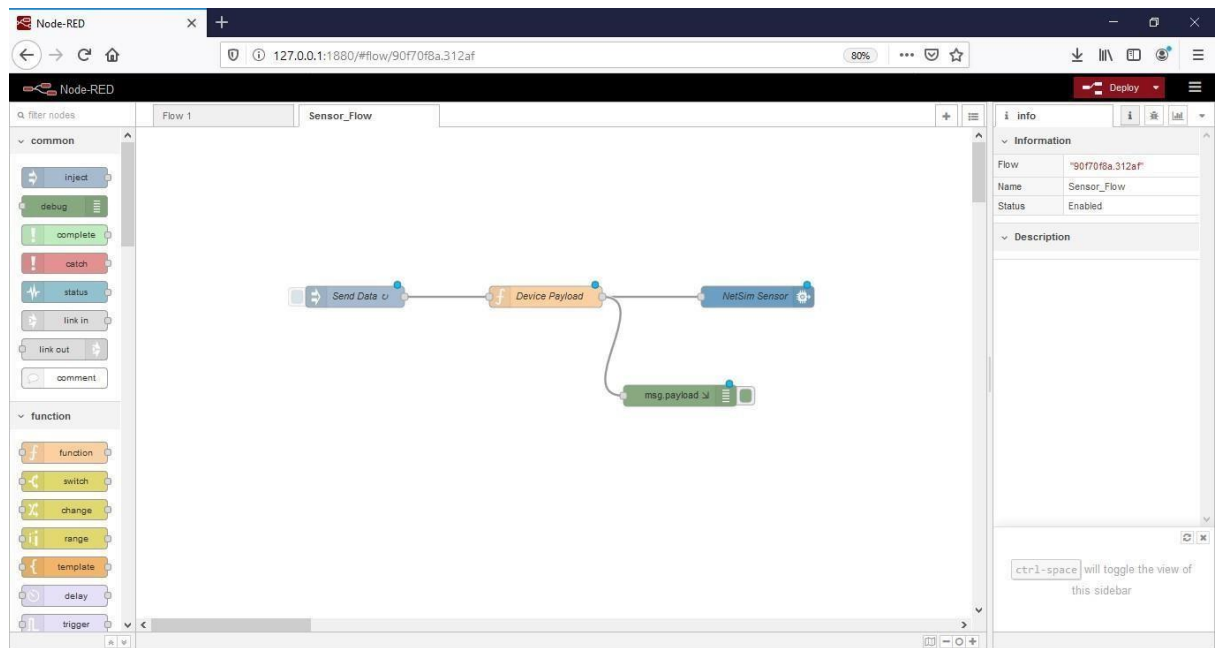 Node-RED
127.0.0.1:1880/#flow/90f70f8a.312af
80%
Node-RED
Deploy
filter nodes
Flow 1
Sensor_Flow
i info
common
inject
debug
complete
catch
status
link in
link out
comment
function
function
switch
change
range
template
delay
trigger
Send Data ↻
Device Payload
NetSim Sensor
msg.payload
Information
Flow "90f70f8a.312af"
Name Sensor_Flow
Status Enabled
Description
ctrl-space will toggle the view of
this sidebar